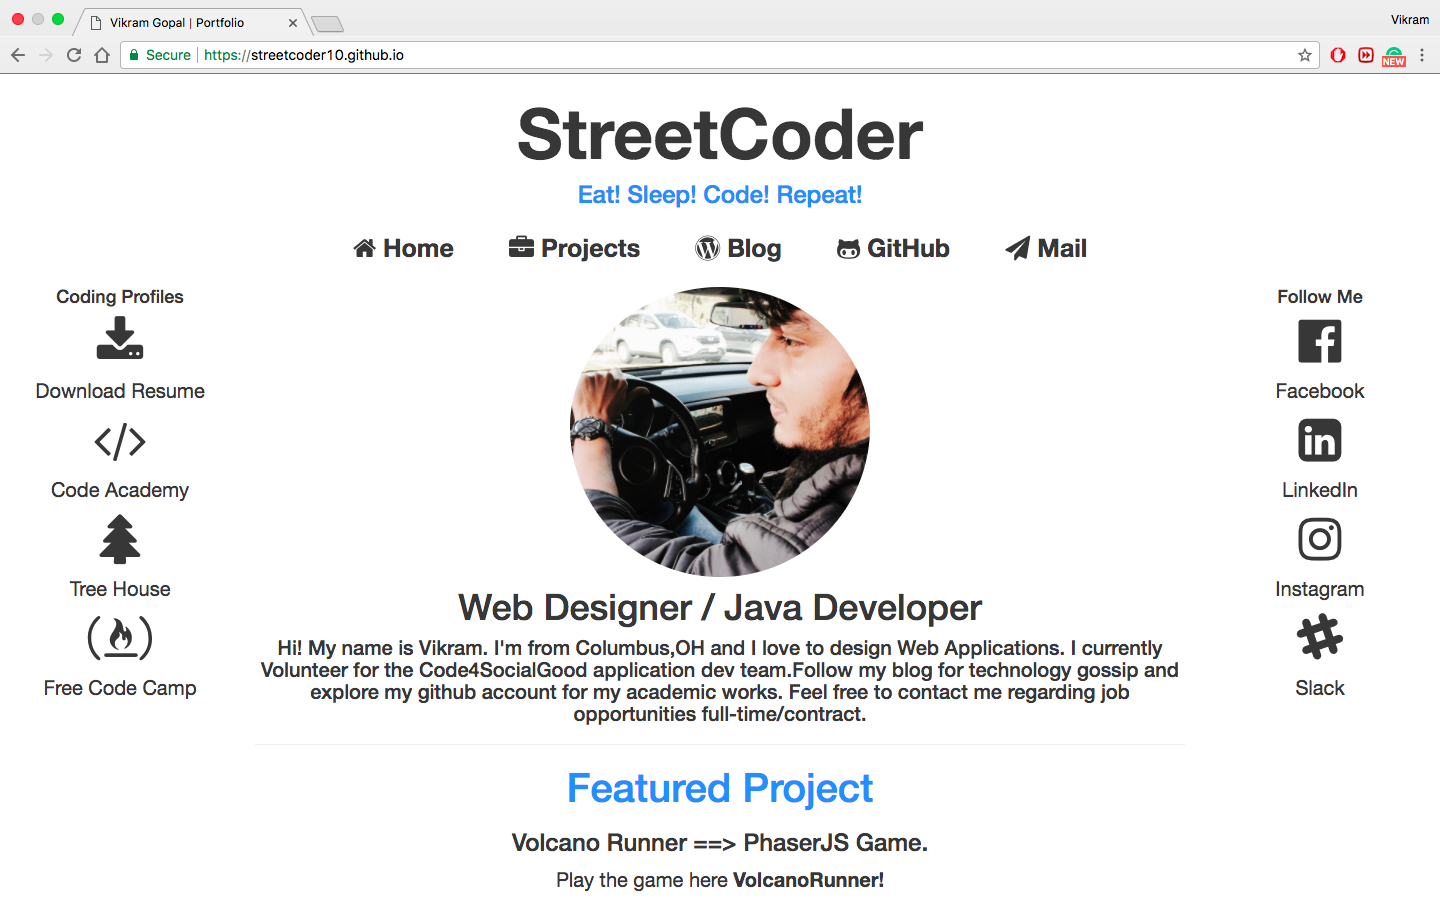 Vikram Gopal | Portfolio
Vikram
Secure
https://streetcoder10.github.io
NEW
StreetCoder
Eat! Sleep! Code! Repeat!
Home
Projects
Blog
GitHub
Mail
Coding Profiles
Download Resume
Code Academy
Tree House
Free Code Camp
Follow Me
Facebook
in
LinkedIn
Instagram
Slack
Web Designer / Java Developer
Hi! My name is Vikram. I'm from Columbus,OH and I love to design Web Applications. I currently
Volunteer for the Code4SocialGood application dev team.Follow my blog for technology gossip and
explore my github account for my academic works. Feel free to contact me regarding job
opportunities full-time/contract.
Featured Project
Volcano Runner ==> PhaserJS Game.
Play the game here VolcanoRunner!